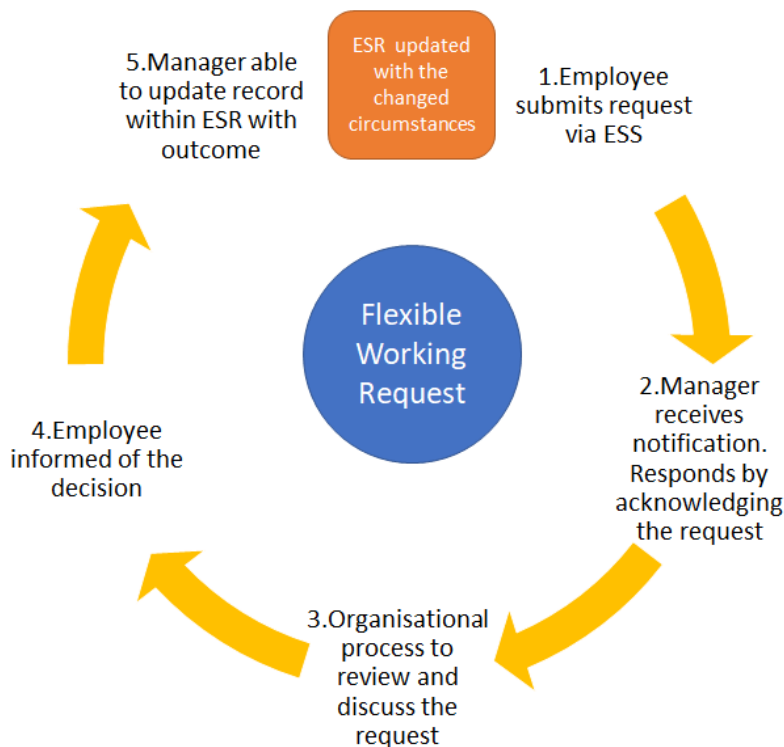 ESR updated
with the
changed
circumstances
1.Employee
submits request
via ESS
2.Manager
receives
notification.
Responds by
acknowledging
the request
3.Organisational
process to
review and
discuss the
request
4.Employee
informed of the
decision
5.Manager able
to update record
within ESR with
outcome
Flexible
Working
Request